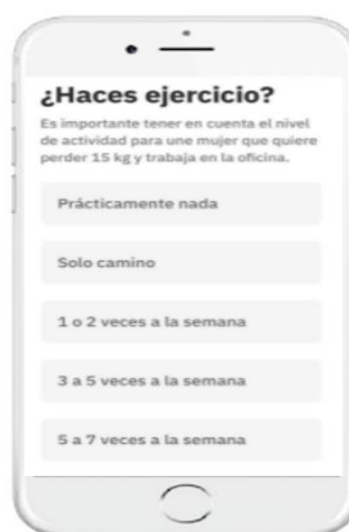 ¿Haces ejercicio?
Es importante tener en cuenta el nivel
de actividad para une mujer que quiere
perder 15 kg y trabaja en la oficina.
Prácticamente nada
Solo camino
1 o 2 veces a la semana
3 a 5 veces a la semana
5 a 7 veces a la semana